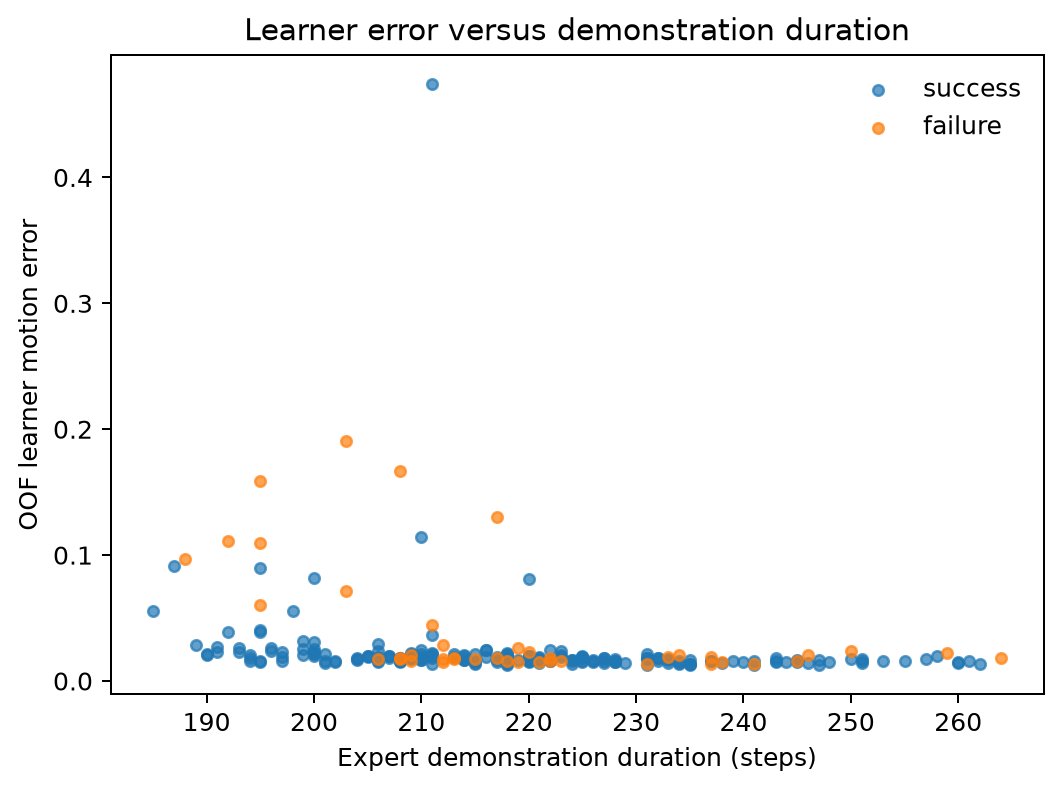 Learner error versus demonstration duration
success
failure
OOF learner motion error
0.4
0.3
0.2
0.1
0.0
190 200 210 220 230 240 250 260
Expert demonstration duration (steps)